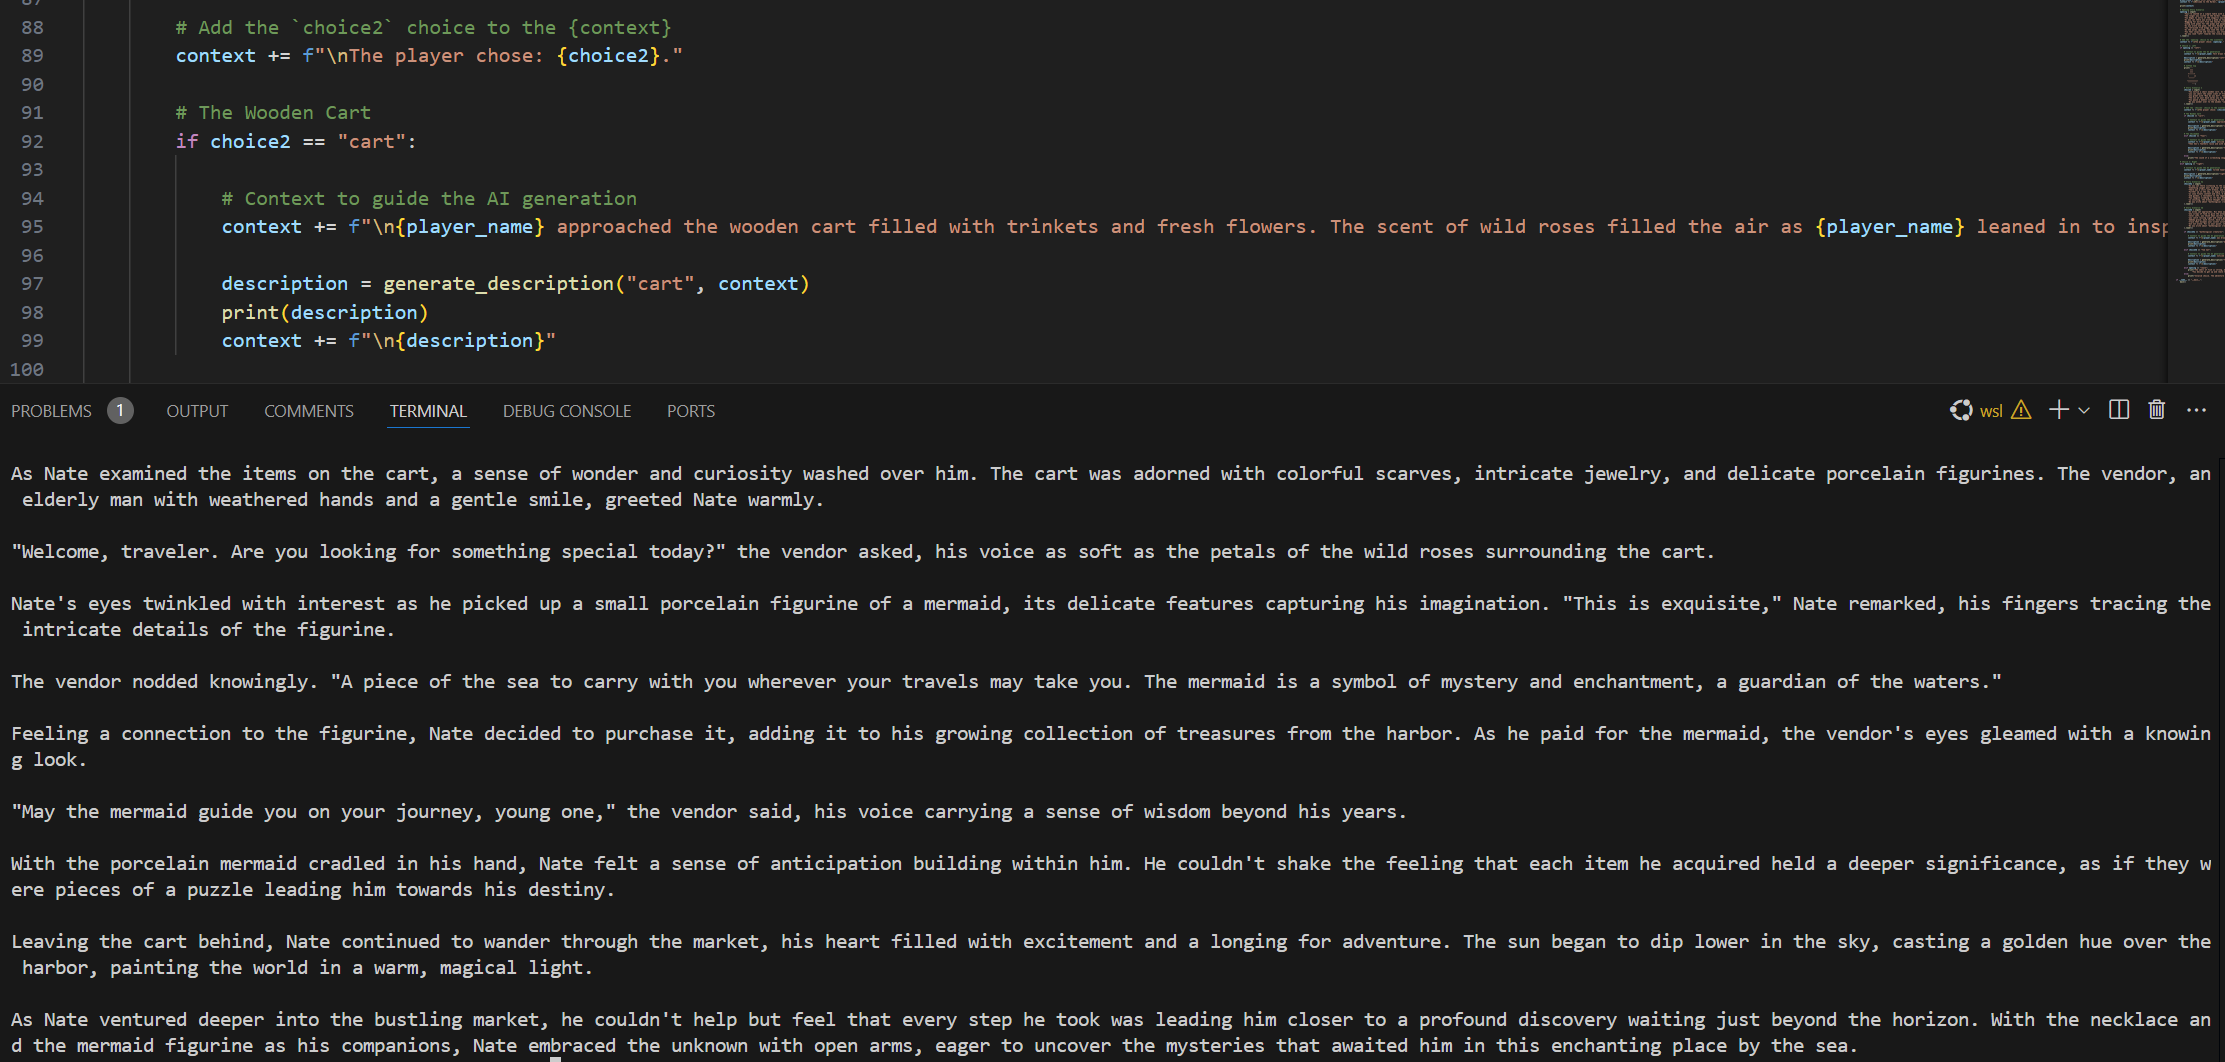 87
88 # Add the `choice2` choice to the {context}
89 context += f"\nThe player chose: {choice2}."
90
91 # The Wooden Cart
92 if choice2 == "cart":
93
94 # Context to guide the AI generation
95 context += f"\n{player_name} approached the wooden cart filled with trinkets and fresh flowers. The scent of wild roses filled the air as {player_name} leaned in to insp
96
97 description = generate_description("cart", context)
98 print(description)
99 context += f"\n{description}"
100
PROBLEMS 1 OUTPUT COMMENTS TERMINAL DEBUG CONSOLE PORTS wsl
As Nate examined the items on the cart, a sense of wonder and curiosity washed over him. The cart was adorned with colorful scarves, intricate jewelry, and delicate porcelain figurines. The vendor, an
elderly man with weathered hands and a gentle smile, greeted Nate warmly.
"Welcome, traveler. Are you looking for something special today?" the vendor asked, his voice as soft as the petals of the wild roses surrounding the cart.
Nate's eyes twinkled with interest as he picked up a small porcelain figurine of a mermaid, its delicate features capturing his imagination. "This is exquisite," Nate remarked, his fingers tracing the
intricate details of the figurine.
The vendor nodded knowingly. "A piece of the sea to carry with you wherever your travels may take you. The mermaid is a symbol of mystery and enchantment, a guardian of the waters."
Feeling a connection to the figurine, Nate decided to purchase it, adding it to his growing collection of treasures from the harbor. As he paid for the mermaid, the vendor's eyes gleamed with a knowin
g look.
"May the mermaid guide you on your journey, young one," the vendor said, his voice carrying a sense of wisdom beyond his years.
With the porcelain mermaid cradled in his hand, Nate felt a sense of anticipation building within him. He couldn't shake the feeling that each item he acquired held a deeper significance, as if they w
ere pieces of a puzzle leading him towards his destiny.
Leaving the cart behind, Nate continued to wander through the market, his heart filled with excitement and a longing for adventure. The sun began to dip lower in the sky, casting a golden hue over the
harbor, painting the world in a warm, magical light.
As Nate ventured deeper into the bustling market, he couldn't help but feel that every step he took was leading him closer to a profound discovery waiting just beyond the horizon. With the necklace an
d the mermaid figurine as his companions, Nate embraced the unknown with open arms, eager to uncover the mysteries that awaited him in this enchanting place by the sea.